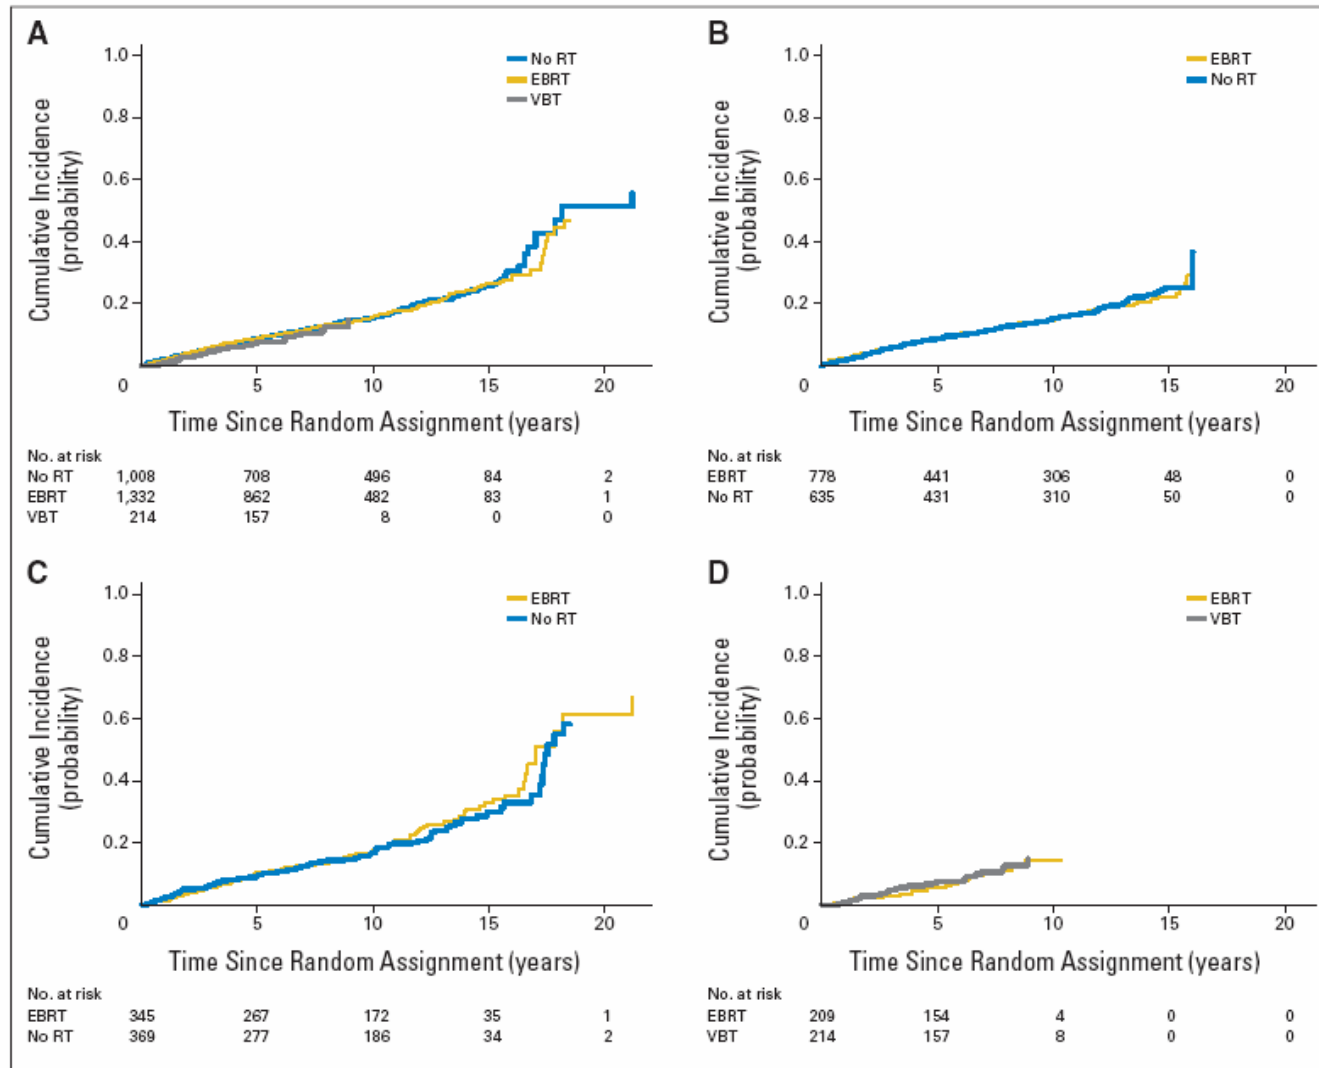 A
Cumulative Incidence
(probability)
1.0
0.8
0.6
0.4
0.2
No RT
EBRT
VBT
0 5 10 15 20
Time Since Random Assignment (years)
No. at risk
No RT 1,008 708 496 84 2
EBRT 1,332 862 482 83 1
VBT 214 157 8 0 0
B
Cumulative Incidence
(probability)
1.0
0.8
0.6
0.4
0.2
EBRT
No RT
0 5 10 15 20
Time Since Random Assignment (years)
No. at risk
EBRT 778 441 306 48 0
No RT 635 431 310 50 0
C
Cumulative Incidence
(probability)
1.0
0.8
0.6
0.4
0.2
EBRT
No RT
0 5 10 15 20
Time Since Random Assignment (years)
No. at risk
EBRT 345 267 172 35 1
No RT 369 277 186 34 2
D
Cumulative Incidence
(probability)
1.0
0.8
0.6
0.4
0.2
EBRT
VBT
0 5 10 15 20
Time Since Random Assignment (years)
No. at risk
EBRT 209 154 4 0 0
VBT 214 157 8 0 0